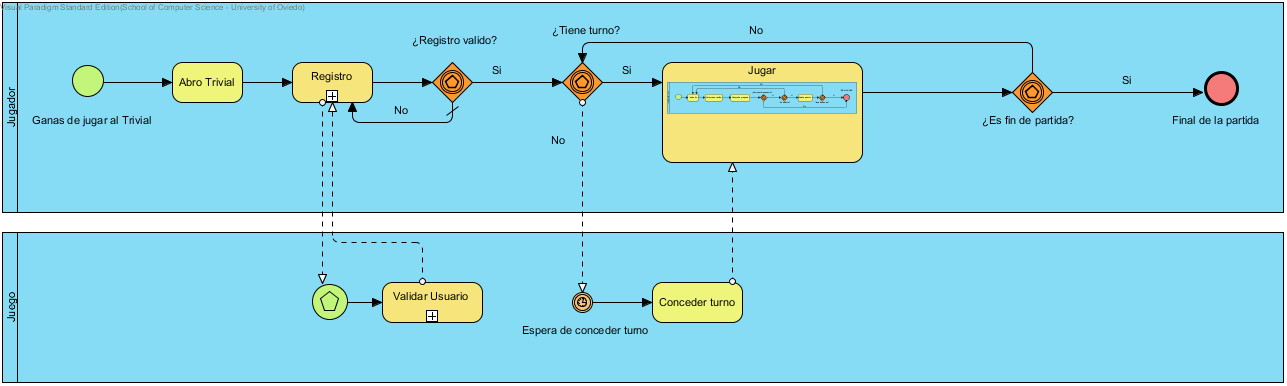 Visual Paradigm Standard Edition(School of Computer Science - University of Oviedo)
Jugador
¿Registro valido?
¿Tiene turno?
No
Si
Si
Jugar
Abro Trivial
Registro
Si
No
Ganas de jugar al Trivial
¿Es fin de partida?
Final de la partida
No
Juego
Validar Usuario
Conceder turno
Espera de conceder turno